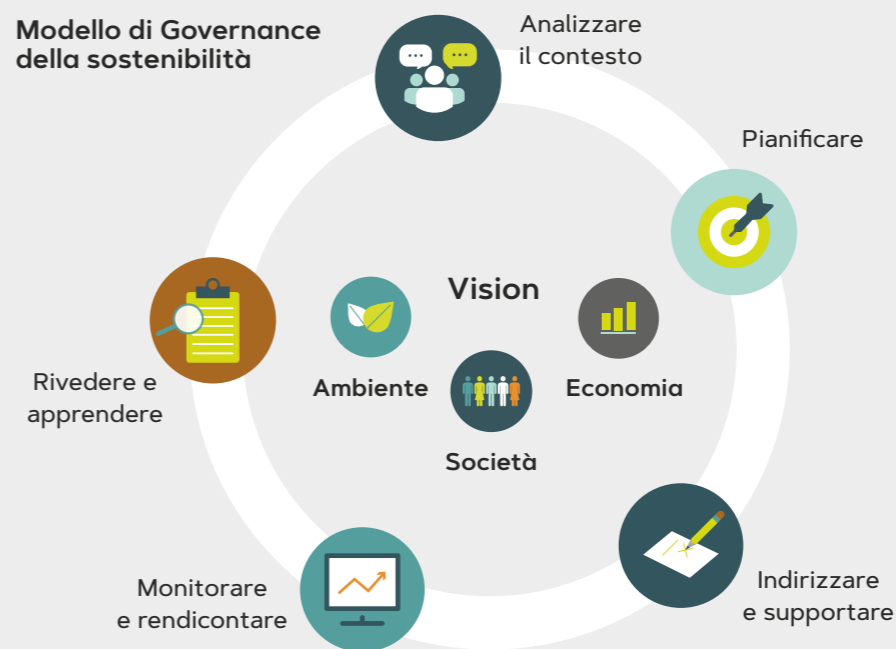 Modello di Governance
della sostenibilità
Analizzare
il contesto
Pianificare
Vision
Ambiente
Economia
Società
Rivedere e
apprendere
Monitorare
e rendicontare
Indirizzare
e supportare